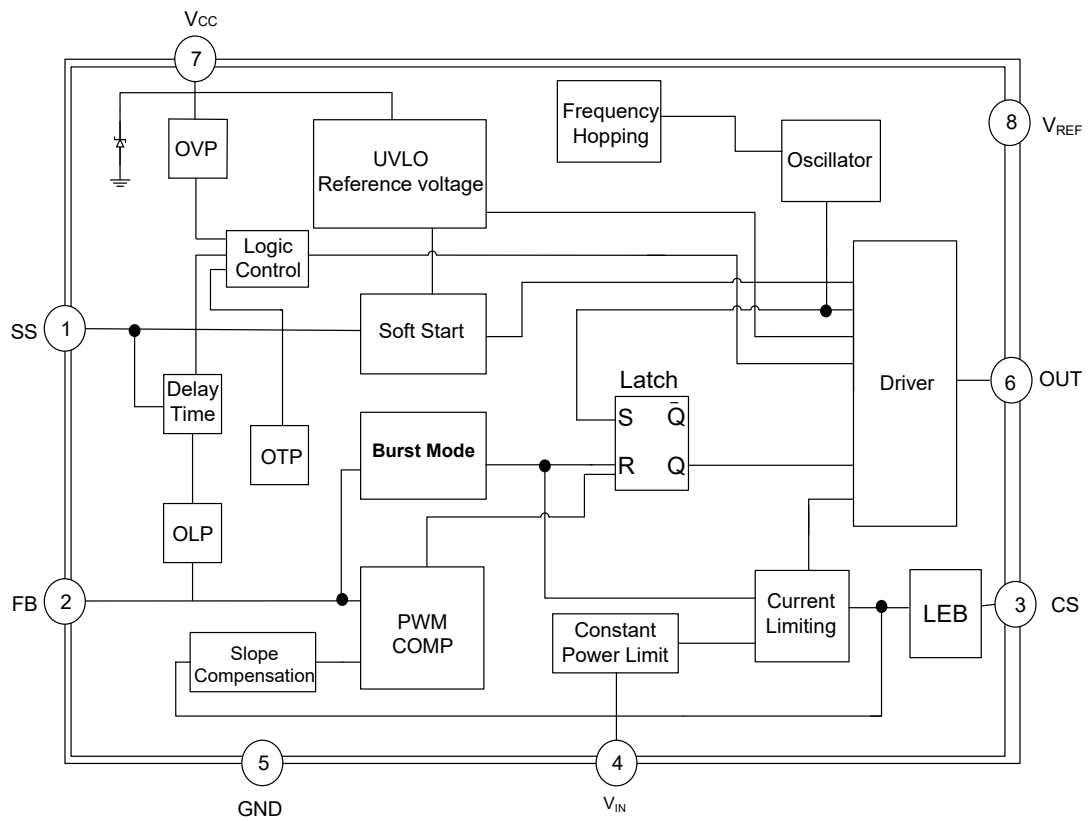 VCC
7
Frequency
Hopping
8
VREF
OVP
UVLO
Reference voltage
Oscillator
Logic
Control
SS
1
Soft Start
Driver
6
OUT
Delay
Time
Latch
S
Q̄
R
Q
Burst Mode
OTP
OLP
FB
2
PWM
COMP
Current
Limiting
LEB
3
CS
Constant
Power Limit
Slope
Compensation
5
GND
4
VIN